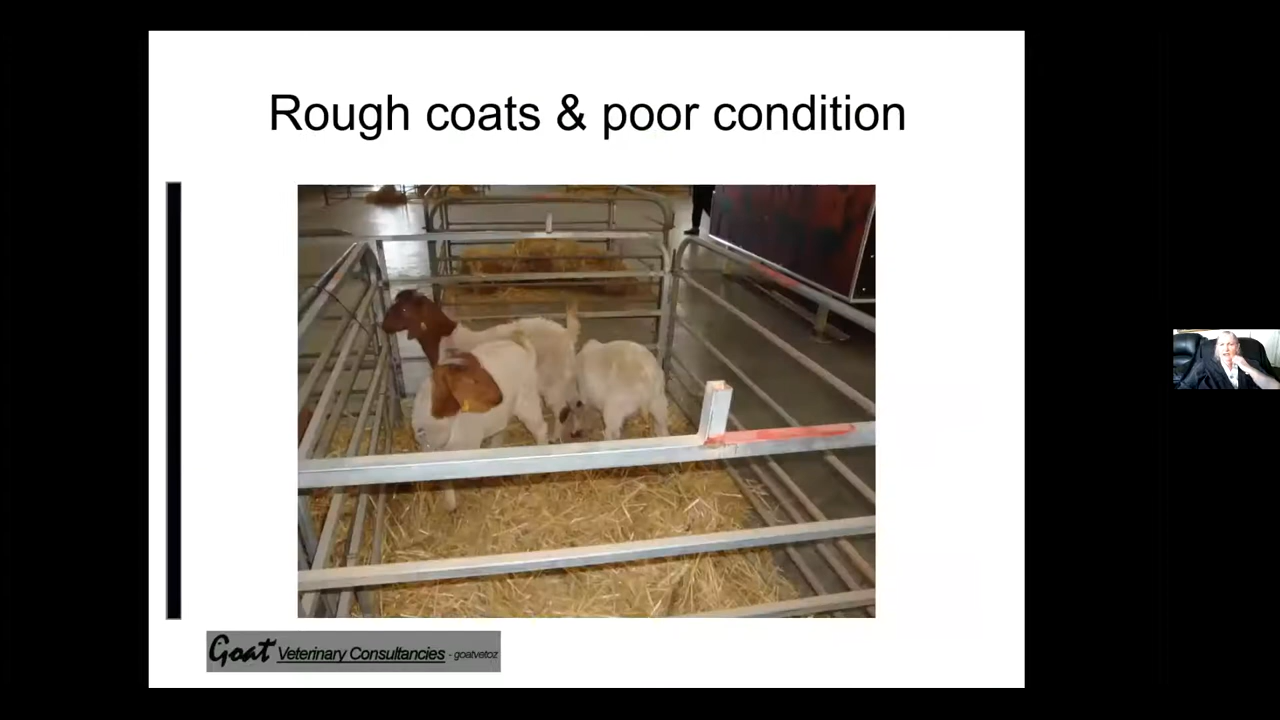 Rough coats & poor condition
Goat Veterinary Consultancies - goatvetoz